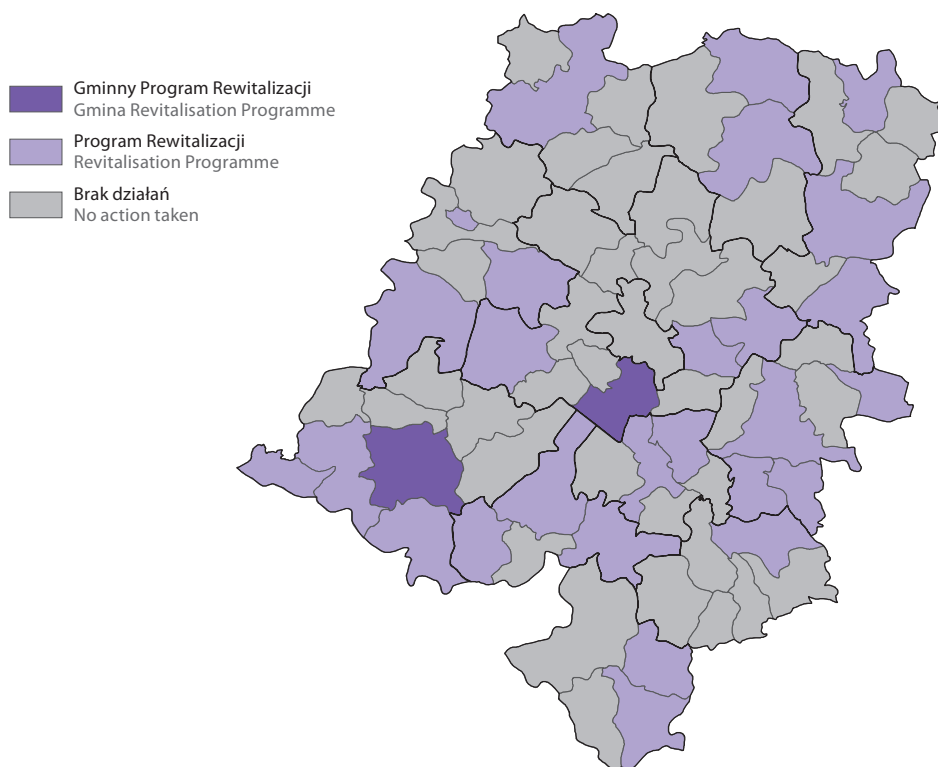 Gminny Program Rewitalizacji
Gmina Revitalisation Programme
Program Rewitalizacji
Revitalisation Programme
Brak działań
No action taken